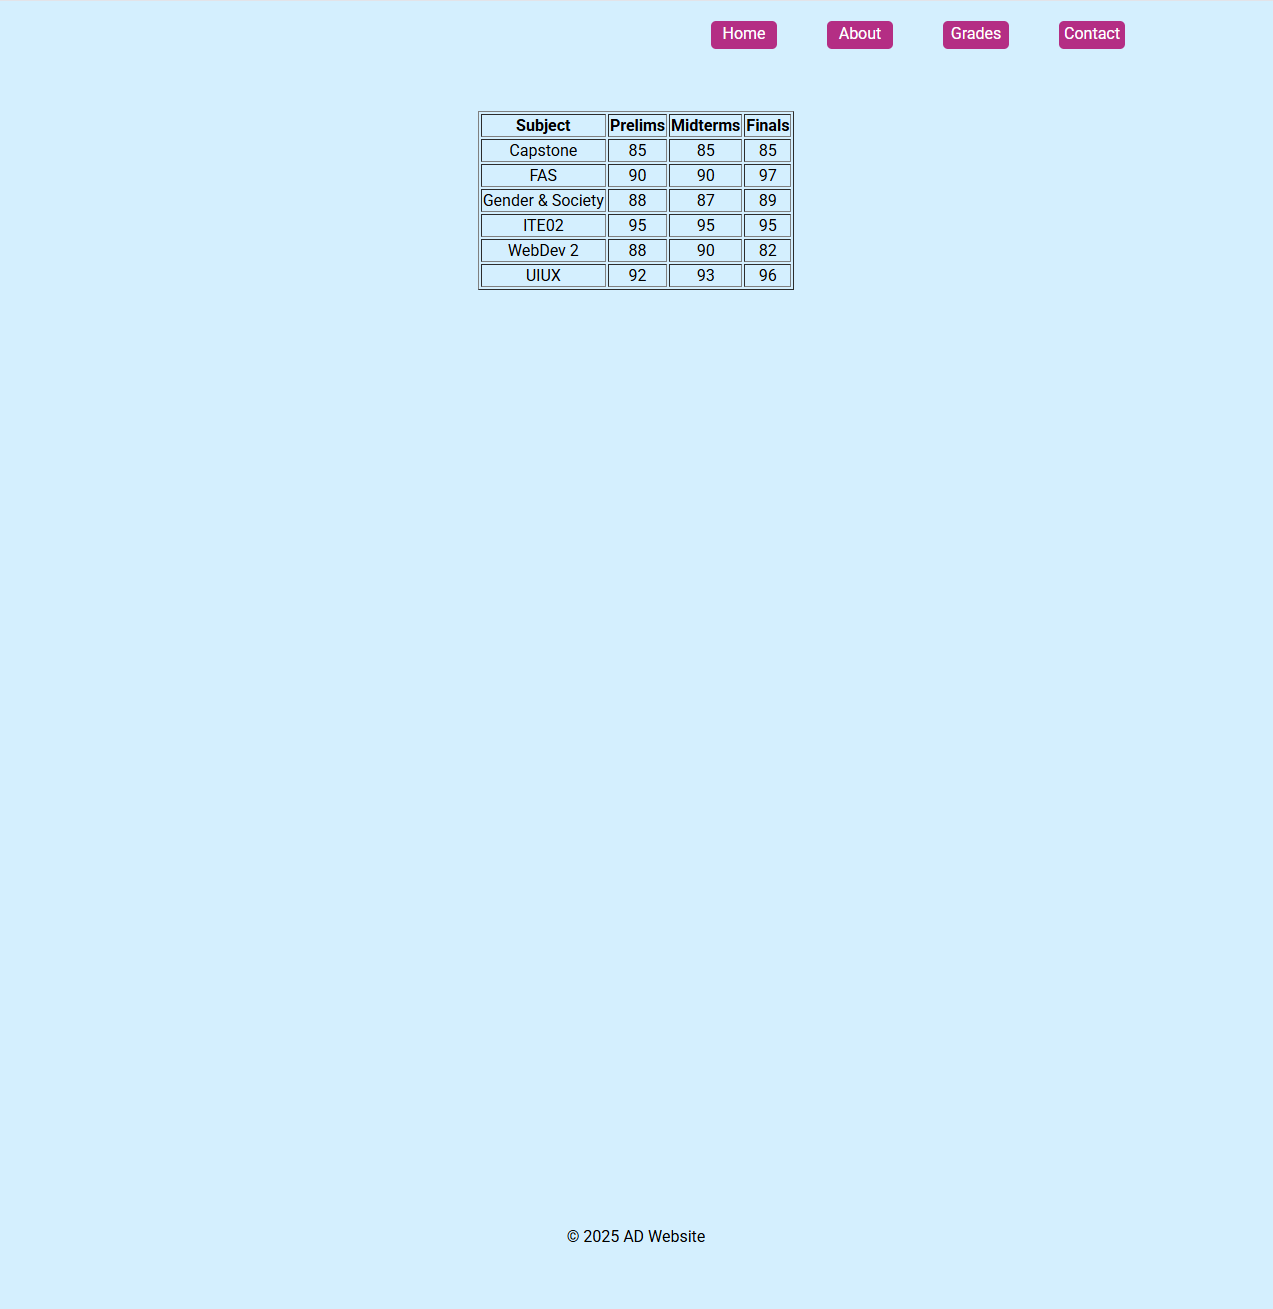 Home About Grades Contact
Subject Prelims Midterms Finals
Capstone 85 85 85
FAS 90 90 97
Gender & Society 88 87 89
ITE02 95 95 95
WebDev 2 88 90 82
UIUX 92 93 96
© 2025 AD Website